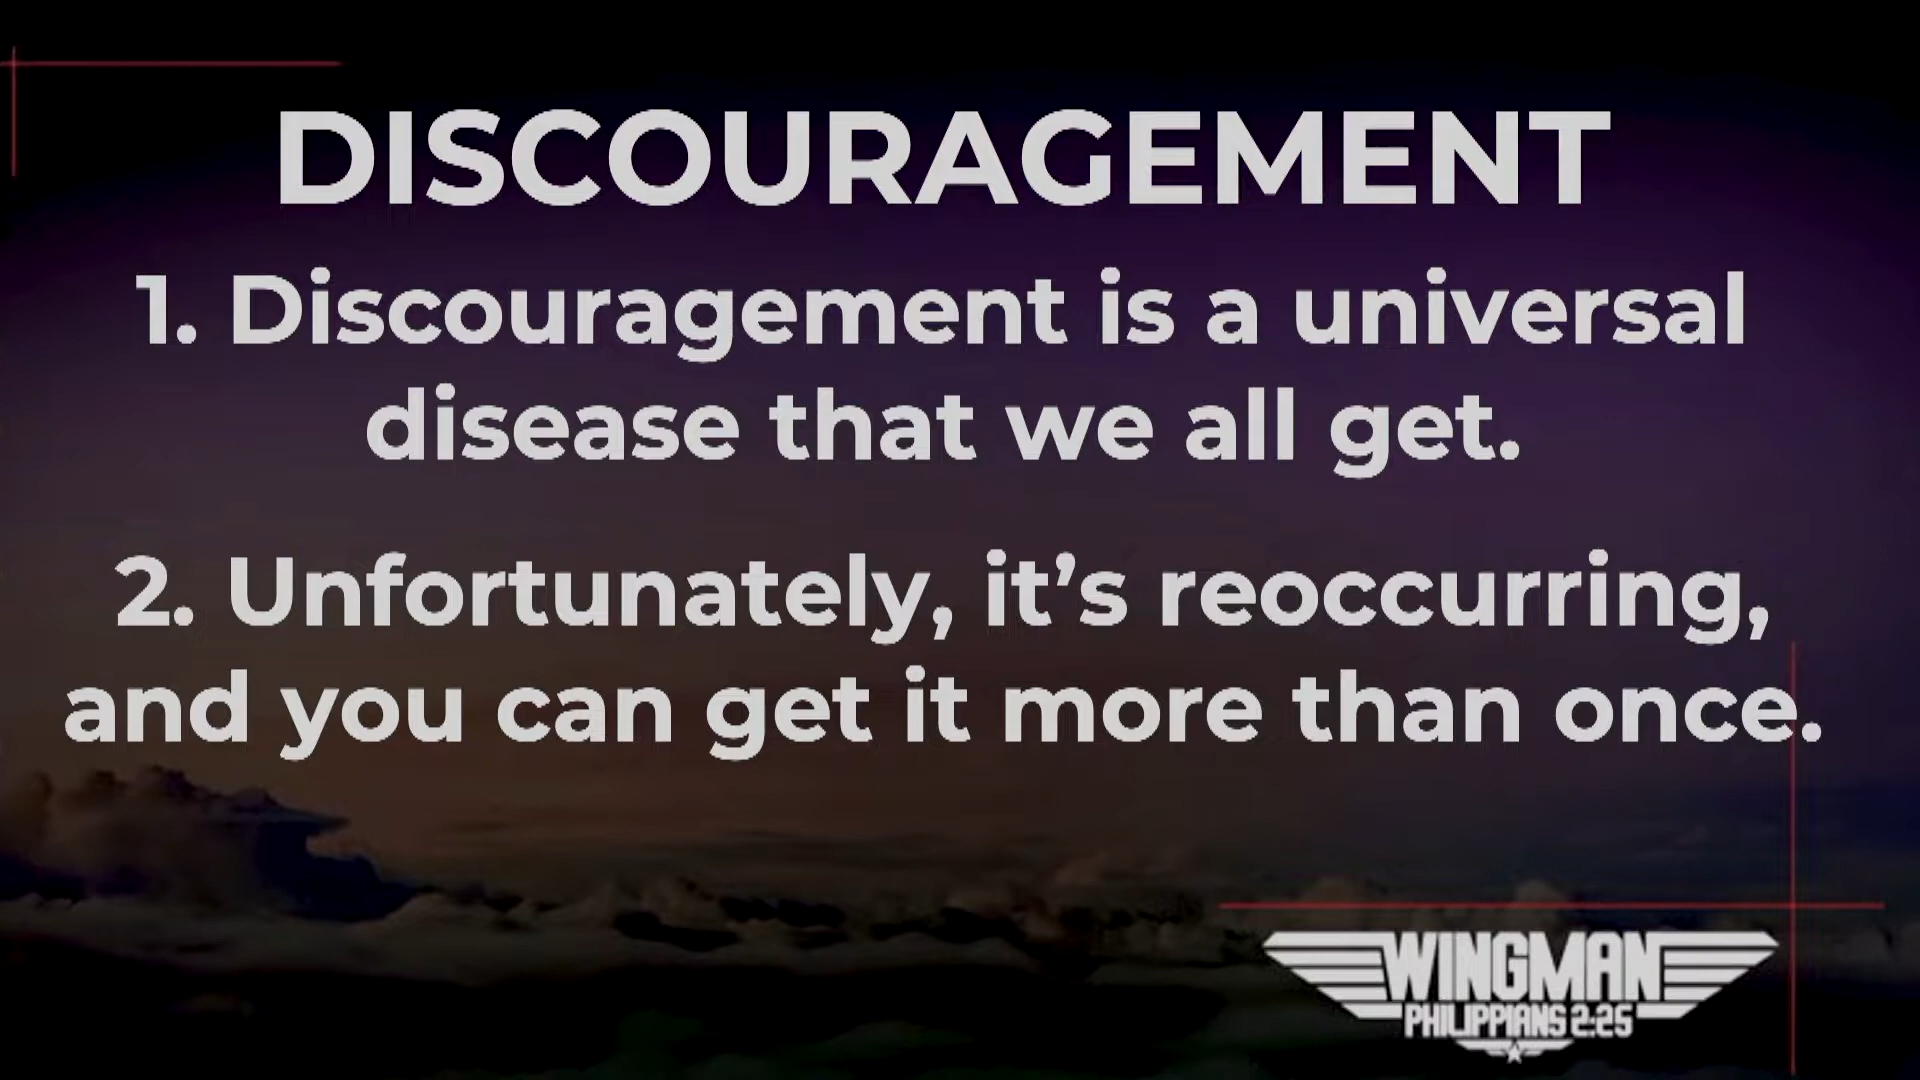 DISCOURAGEMENT
1. Discouragement is a universal
disease that we all get.
2. Unfortunately, it’s reoccurring,
and you can get it more than once.
WINGMAN
PHILIPPIANS 2:25